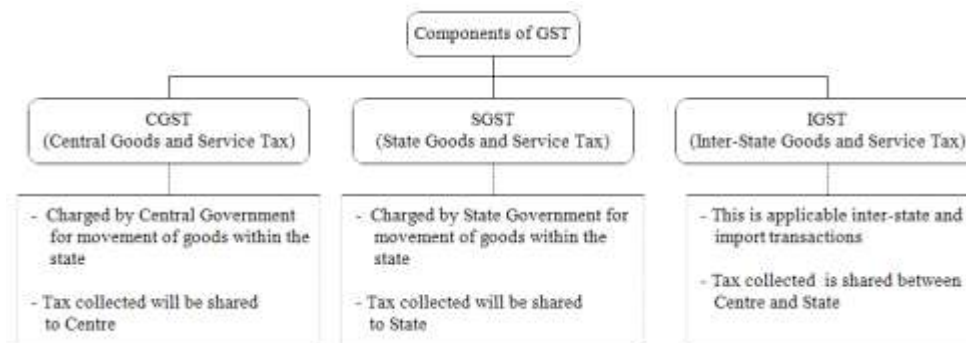 Components of GST
CGST
(Central Goods and Service Tax)
SGST
(State Goods and Service Tax)
IGST
(Inter-State Goods and Service Tax)
- Charged by Central Government
for movement of goods within the
state
- Tax collected will be shared
to Centre
- Charged by State Government for
movement of goods within the
state
- Tax collected will be shared
to State
- This is applicable inter-state and
import transactions
- Tax collected is shared between
Centre and State